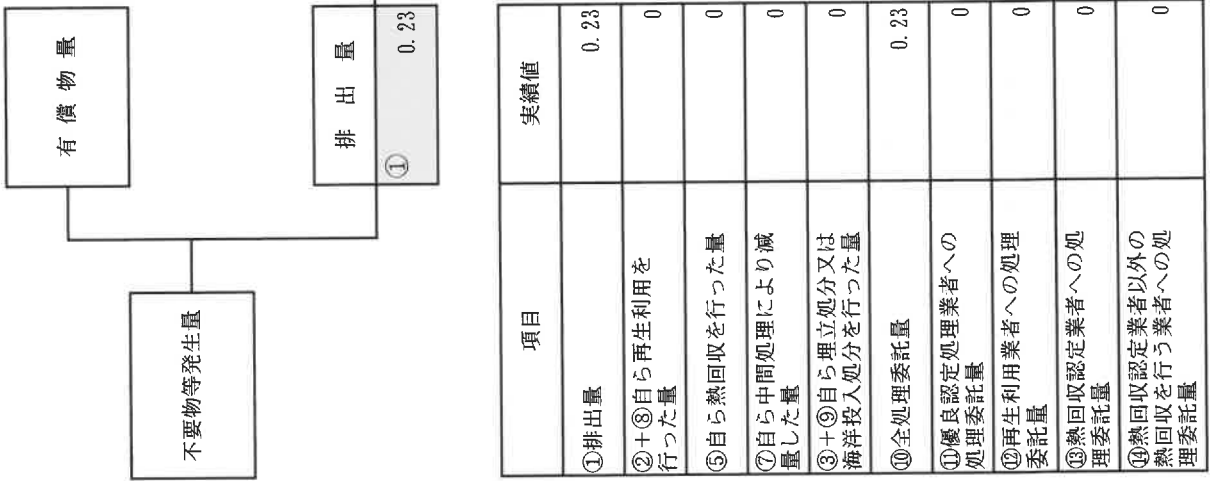 有償物量
不要物等発生量
排出量
①
0.23
項目
実績値
①排出量
0.23
②+⑧自ら再生利用を
行った量
0
⑤自ら熱回収を行った量
0
⑦自ら中間処理により減
量した量
0
③+⑨自ら埋立処分又は
海洋投入処分を行った量
0
⑩全処理委託量
0.23
⑪優良認定処理業者への
処理委託量
0
⑫再生利用業者への処理
委託量
0
⑬熱回収認定業者への処
理委託量
0
⑭熱回収認定業者以外の
熱回収を行う業者への処
理委託量
0